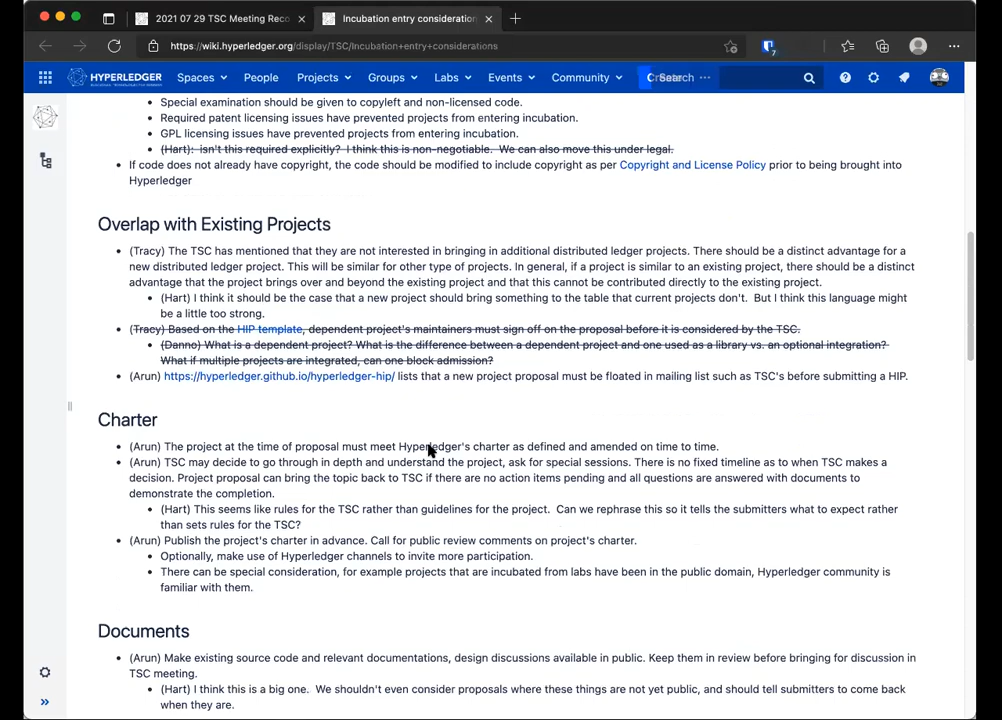 2021 07 29 TSC Meeting Reco
Incubation entry consideration
https://wiki.hyperledger.org/display/TSC/Incubation+entry+considerations
7
HYPERLEDGER
Spaces
People
Projects
Groups
Labs
Events
Community
Search
Special examination should be given to copyleft and non-licensed code.
Required patent licensing issues have prevented projects from entering incubation.
GPL licensing issues have prevented projects from entering incubation.
(Hart): isn't this required explicitly? I think this is non-negotiable. We can also move this under legal.
If code does not already have copyright, the code should be modified to include copyright as per Copyright and License Policy prior to being brought into
Hyperledger
Overlap with Existing Projects
(Tracy) The TSC has mentioned that they are not interested in bringing in additional distributed ledger projects. There should be a distinct advantage for a
new distributed ledger project. This will be similar for other type of projects. In general, if a project is similar to an existing project, there should be a distinct
advantage that the project brings over and beyond the existing project and that this cannot be contributed directly to the existing project.
(Hart) I think it should be the case that a new project should bring something to the table that current projects don't. But I think this language might
be a little too strong.
(Tracy) Based on the HIP template, dependent project's maintainers must sign off on the proposal before it is considered by the TSC.
(Danno) What is a dependent project? What is the difference between a dependent project and one used as a library vs. an optional integration?
What if multiple projects are integrated, can one block admission?
(Arun) https://hyperledger.github.io/hyperledger-hip/ lists that a new project proposal must be floated in mailing list such as TSC's before submitting a HIP.
Charter
(Arun) The project at the time of proposal must meet Hyperledger's charter as defined and amended on time to time.
(Arun) TSC may decide to go through in depth and understand the project, ask for special sessions. There is no fixed timeline as to when TSC makes a
decision. Project proposal can bring the topic back to TSC if there are no action items pending and all questions are answered with documents to
demonstrate the completion.
(Hart) This seems like rules for the TSC rather than guidelines for the project. Can we rephrase this so it tells the submitters what to expect rather
than sets rules for the TSC?
(Arun) Publish the project's charter in advance. Call for public review comments on project's charter.
Optionally, make use of Hyperledger channels to invite more participation.
There can be special consideration, for example projects that are incubated from labs have been in the public domain, Hyperledger community is
familiar with them.
Documents
(Arun) Make existing source code and relevant documentations, design discussions available in public. Keep them in review before bringing for discussion in
TSC meeting.
(Hart) I think this is a big one. We shouldn't even consider proposals where these things are not yet public, and should tell submitters to come back
when they are.